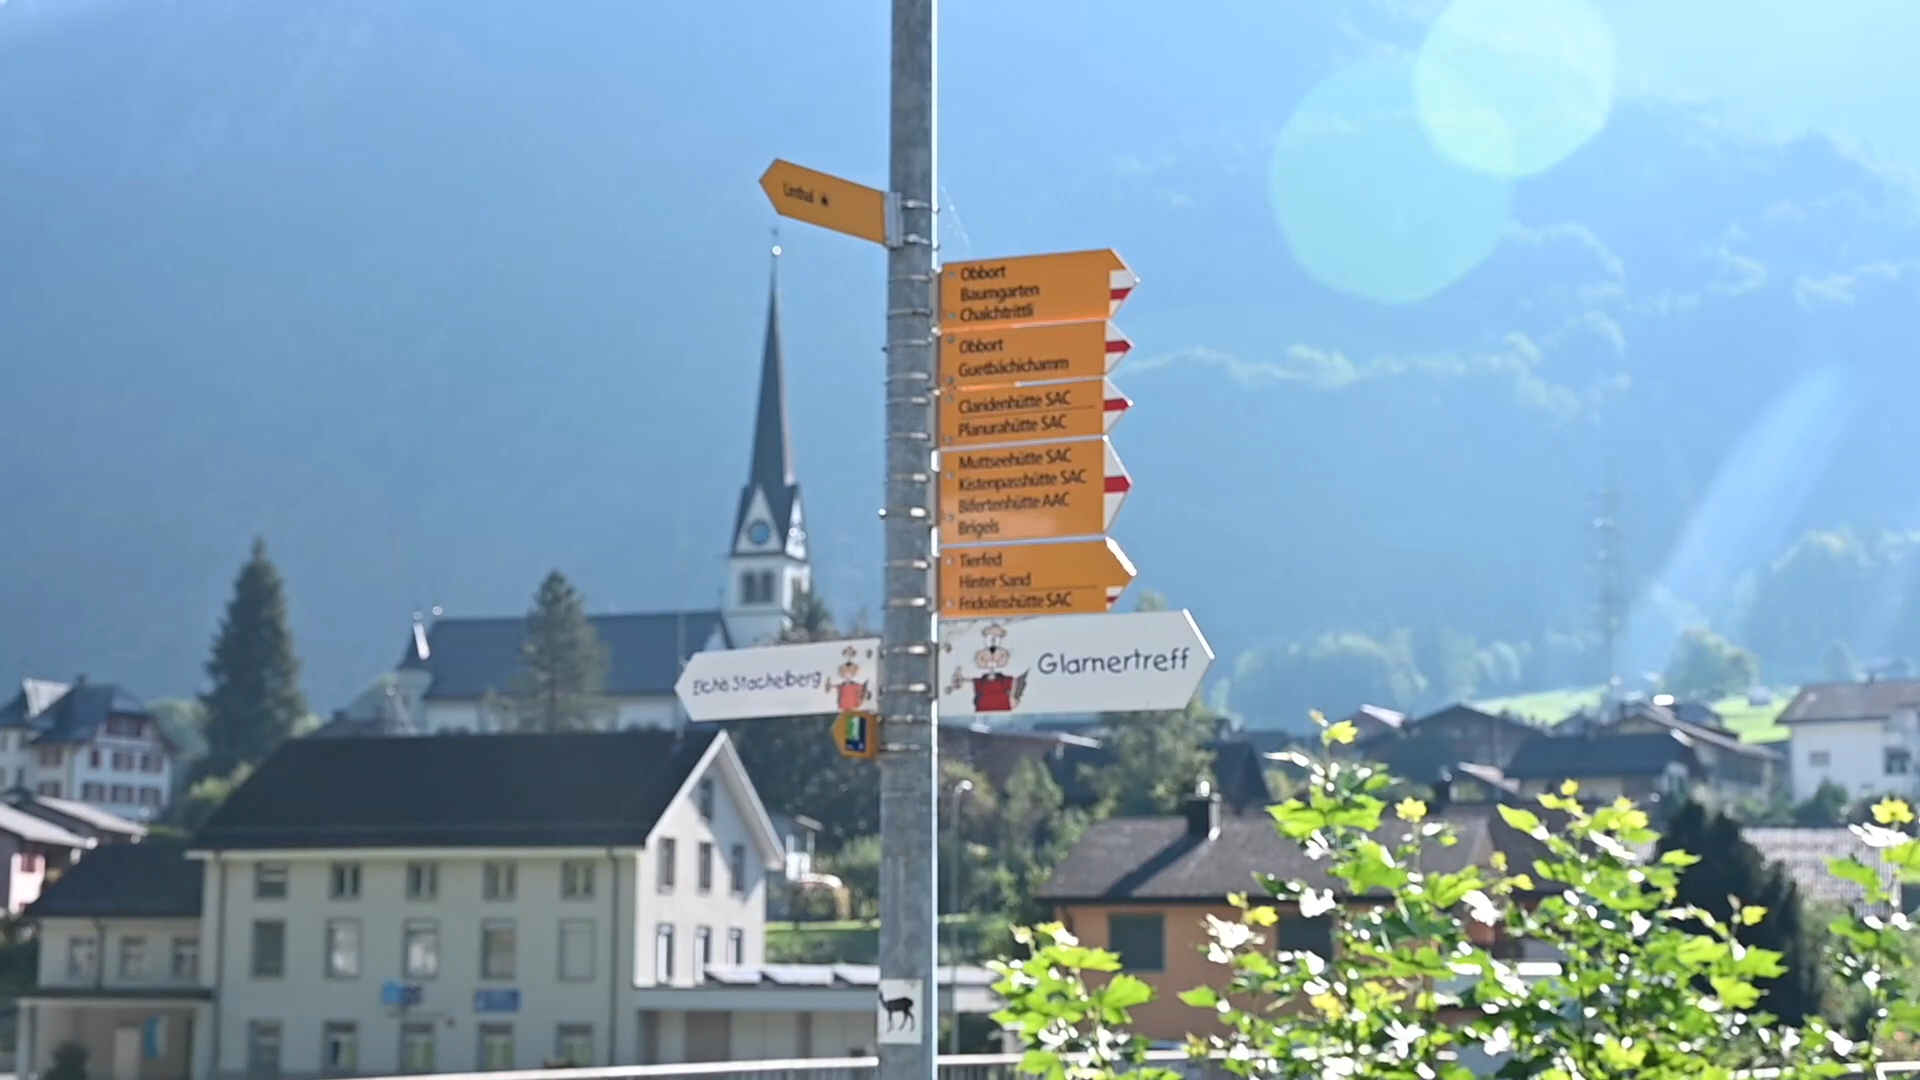 Linthal
Obbort
Baumgarten
Chalchtrittli
Obbort
Guetbächichamm
Claridenhütte SAC
Planurahütte SAC
Muttseehütte SAC
Kistenpasshütte SAC
Bifertenhütte AAC
Brigels
Tierfed
Hinter Sand
Fridolinshütte SAC
Glarnertreff
Stachelberg